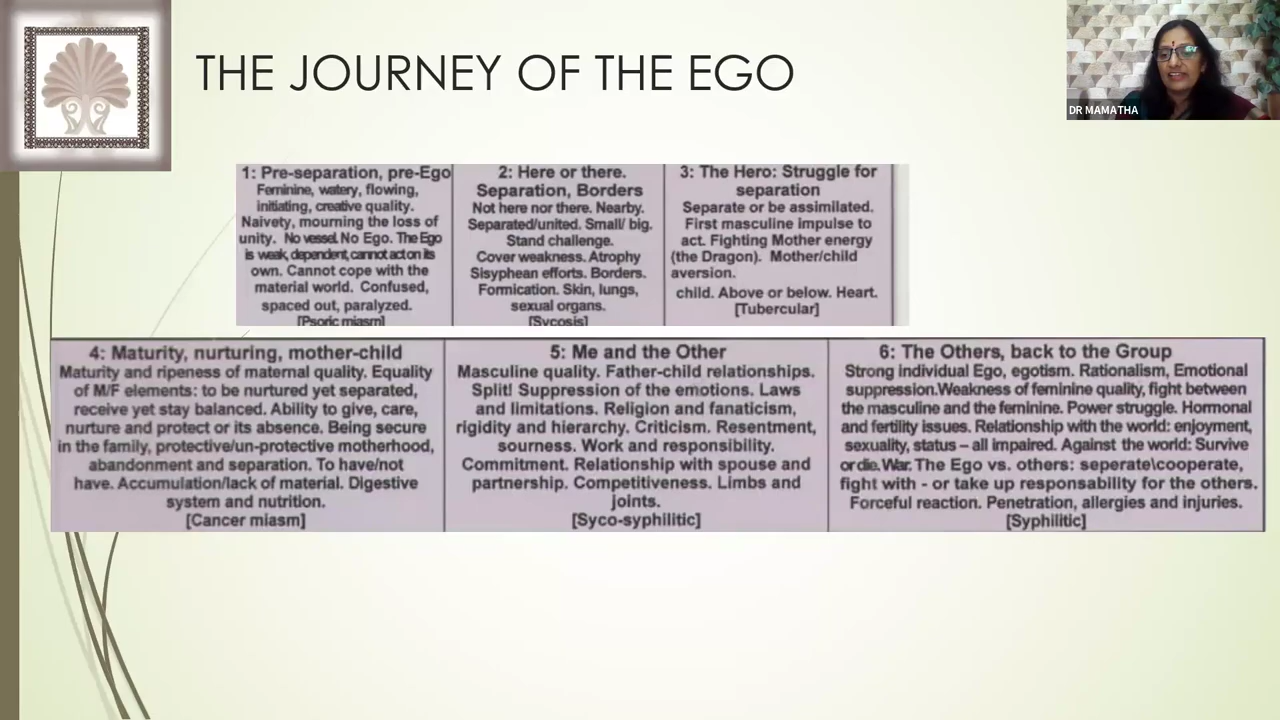 THE JOURNEY OF THE EGO
DR MAMATHA
1: Pre-separation, pre-Ego
Feminine, watery, flowing,
initiating, creative quality.
Naivety, mourning the loss of
unity. No vessel No Ego. The Ego
is weak, dependent, cannot act on its
own. Cannot cope with the
material world. Confused,
spaced out, paralyzed.
[Psoric miasm]
2: Here or there.
Separation, Borders
Not here nor there. Nearby.
Separated/united. Small/ big.
Stand challenge.
Cover weakness. Atrophy
Sisyphean efforts. Borders.
Formication. Skin, lungs,
sexual organs.
[Sycosis]
3: The Hero: Struggle for
separation
Separate or be assimilated.
First masculine impulse to
act. Fighting Mother energy
(the Dragon). Mother/child
aversion.
child. Above or below. Heart.
[Tubercular]
4: Maturity, nurturing, mother-child
Maturity and ripeness of maternal quality. Equality
of M/F elements: to be nurtured yet separated,
receive yet stay balanced. Ability to give, care,
nurture and protect or its absence. Being secure
in the family, protective/un-protective motherhood,
abandonment and separation. To have/not
have. Accumulation/lack of material. Digestive
system and nutrition.
[Cancer miasm]
5: Me and the Other
Masculine quality. Father-child relationships.
Split! Suppression of the emotions. Laws
and limitations. Religion and fanaticism,
rigidity and hierarchy. Criticism. Resentment,
sourness. Work and responsibility.
Commitment. Relationship with spouse and
partnership. Competitiveness. Limbs and
joints.
[Syco-syphilitic]
6: The Others, back to the Group
Strong individual Ego, egotism. Rationalism, Emotional
suppression.Weakness of feminine quality, fight between
the masculine and the feminine. Power struggle. Hormonal
and fertility issues. Relationship with the world: enjoyment,
sexuality, status – all impaired. Against the world: Survive
or die. War. The Ego vs. others: seperate\cooperate,
fight with - or take up responsability for the others.
Forceful reaction. Penetration, allergies and injuries.
[Syphilitic]